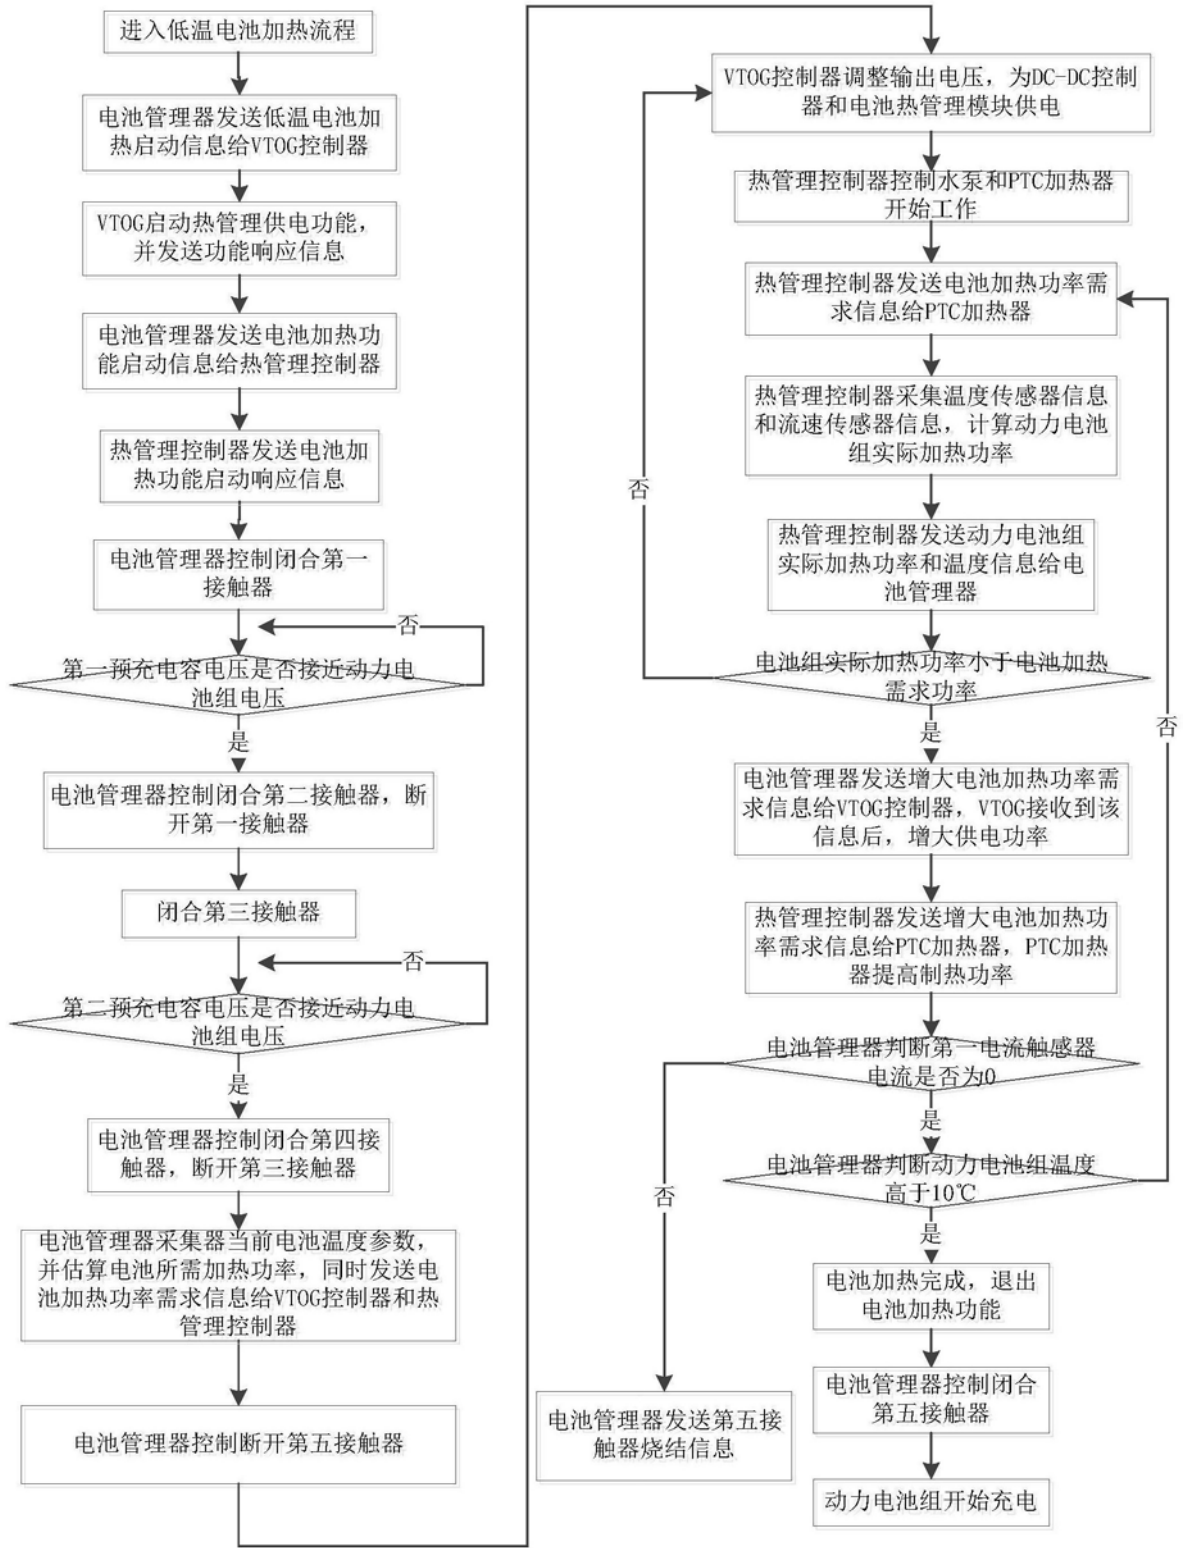 进入低温电池加热流程
电池管理器发送低温电池加
热启动信息给VTOG控制器
VTOG启动热管理供电功能,
并发送功能响应信息
电池管理器发送电池加热功
能启动信息给热管理控制器
热管理控制器发送电池加
热功能启动响应信息
电池管理器控制闭合第一
接触器
否
第一预充电容电压是否接近动力电
池组电压
是
电池管理器控制闭合第二接触器,断
开第一接触器
闭合第三接触器
否
第二预充电容电压是否接近动力电
池组电压
是
电池管理器控制闭合第四接
触器,断开第三接触器
电池管理器采集器当前电池温度参数,
并估算电池所需加热功率,同时发送电
池加热功率需求信息给VTOG控制器和热
管理控制器
电池管理器控制断开第五接触器
VTOG控制器调整输出电压,为DC-DC控制
器和电池热管理模块供电
热管理控制器控制水泵和PTC加热器
开始工作
热管理控制器发送电池加热功率需
求信息给PTC加热器
热管理控制器采集温度传感器信息
和流速传感器信息,计算动力电池
组实际加热功率
否
热管理控制器发送动力电池组
实际加热功率和温度信息给电
池管理器
电池组实际加热功率小于电池加热
需求功率
是
否
电池管理器发送增大电池加热功率需
求信息给VTOG控制器,VTOG接收到该
信息后,增大供电功率
热管理控制器发送增大电池加热功
率需求信息给PTC加热器,PTC加热
器提高制热功率
电池管理器判断第一电流触感器
电流是否为0
是
否
电池管理器判断动力电池组温度
高于10℃
是
电池加热完成,退出
电池加热功能
电池管理器控制闭合
第五接触器
电池管理器发送第五接
触器烧结信息
动力电池组开始充电